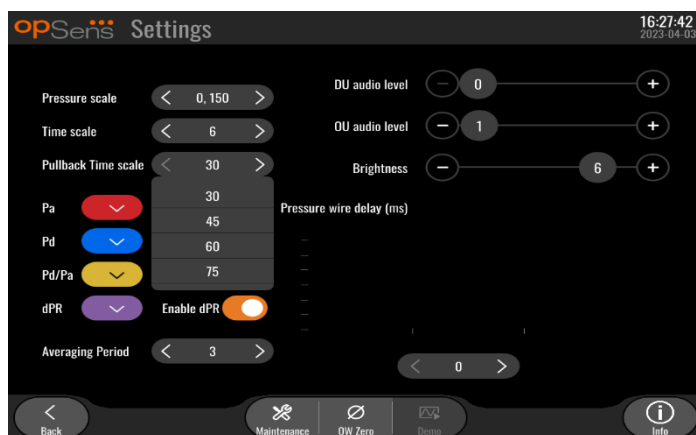 opSens Settings
16:27:42
2023-04-03
Pressure scale 0, 150
Time scale 6
Pullback Time scale 30
30
45
60
75
Pa
Pd
Pd/Pa
dPR Enable dPR
Averaging Period 3
DU audio level 0
OU audio level 1
Brightness 6
Pressure wire delay (ms)
0
Back
Maintenance
OW Zero
Demo
Info